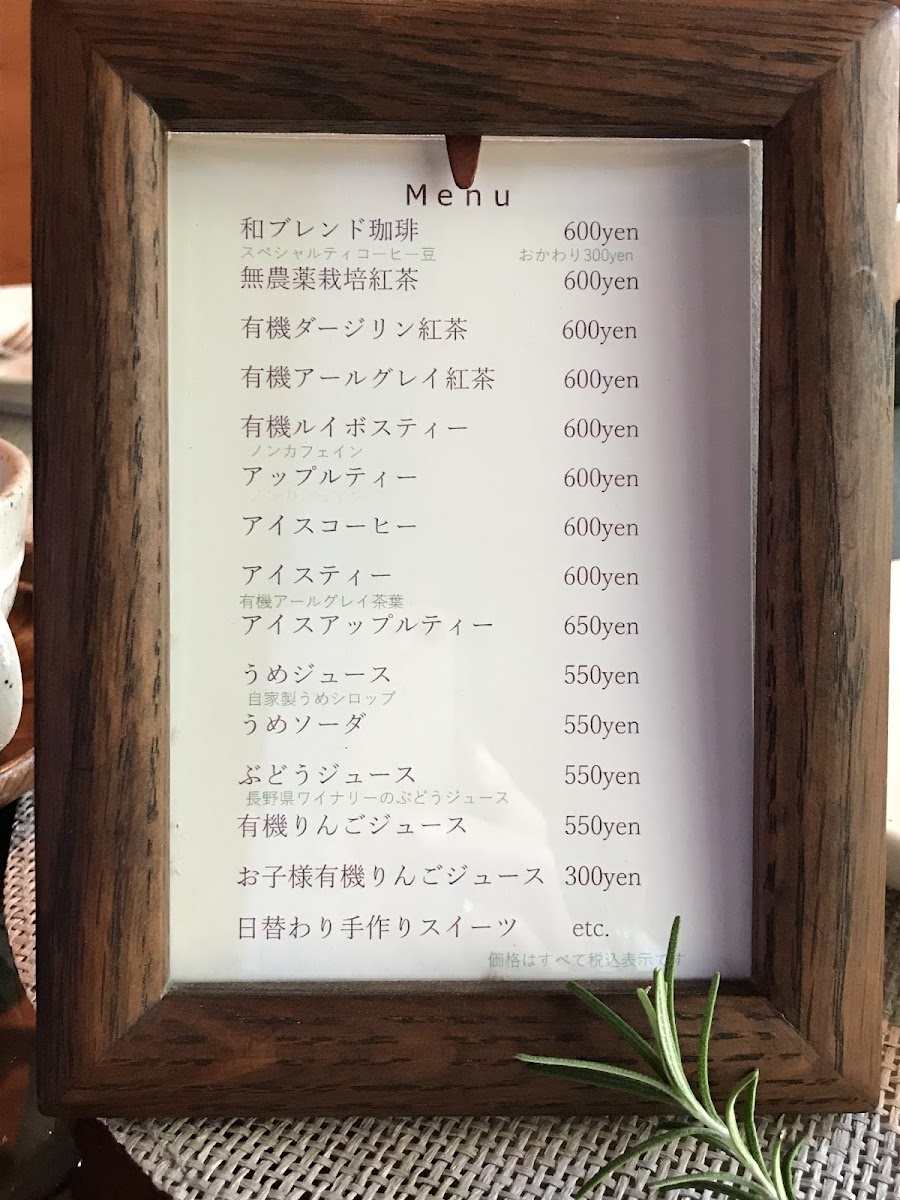 Menu
和ブレンド珈琲 600yen
スペシャルティコーヒー豆 おかわり300yen
無農薬栽培紅茶 600yen
有機ダージリン紅茶 600yen
有機アールグレイ紅茶 600yen
有機ルイボスティー 600yen
ノンカフェイン
アップルティー 600yen
アイスコーヒー 600yen
アイスティー 600yen
有機アールグレイ茶葉
アイスアップルティー 650yen
うめジュース 550yen
自家製うめシロップ
うめソーダ 550yen
ぶどうジュース 550yen
長野県ワイナリーのぶどうジュース
有機りんごジュース 550yen
お子様有機りんごジュース 300yen
日替わり手作りスイーツ etc.
価格はすべて税込表示です